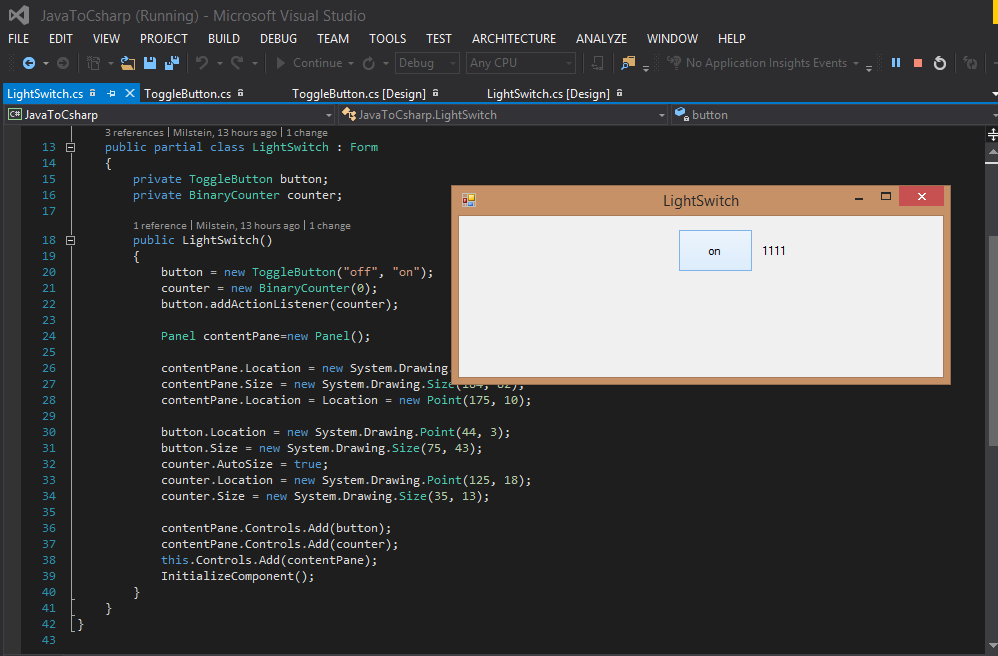 JavaToCsharp (Running) - Microsoft Visual Studio
FILE EDIT VIEW PROJECT BUILD DEBUG TEAM TOOLS TEST ARCHITECTURE ANALYZE WINDOW HELP
Continue Debug Any CPU No Application Insights Events
LightSwitch.cs ToggleButton.cs ToggleButton.cs [Design] LightSwitch.cs [Design]
C# JavaToCsharp JavaToCsharp.LightSwitch button
3 references | Milstein, 13 hours ago | 1 change
13 public partial class LightSwitch : Form
14 {
15 private ToggleButton button;
16 private BinaryCounter counter;
17
1 reference | Milstein, 13 hours ago | 1 change
18 public LightSwitch()
19 {
20 button = new ToggleButton("off", "on");
21 counter = new BinaryCounter(0);
22 button.addActionListener(counter);
23
24 Panel contentPane=new Panel();
25
26 contentPane.Location = new System.Drawing.
27 contentPane.Size = new System.Drawing.Size(184, 62);
28 contentPane.Location = Location = new Point(175, 10);
29
30 button.Location = new System.Drawing.Point(44, 3);
31 button.Size = new System.Drawing.Size(75, 43);
32 counter.AutoSize = true;
33 counter.Location = new System.Drawing.Point(125, 18);
34 counter.Size = new System.Drawing.Size(35, 13);
35
36 contentPane.Controls.Add(button);
37 contentPane.Controls.Add(counter);
38 this.Controls.Add(contentPane);
39 InitializeComponent();
40 }
41 }
42 }
43
LightSwitch
on 1111